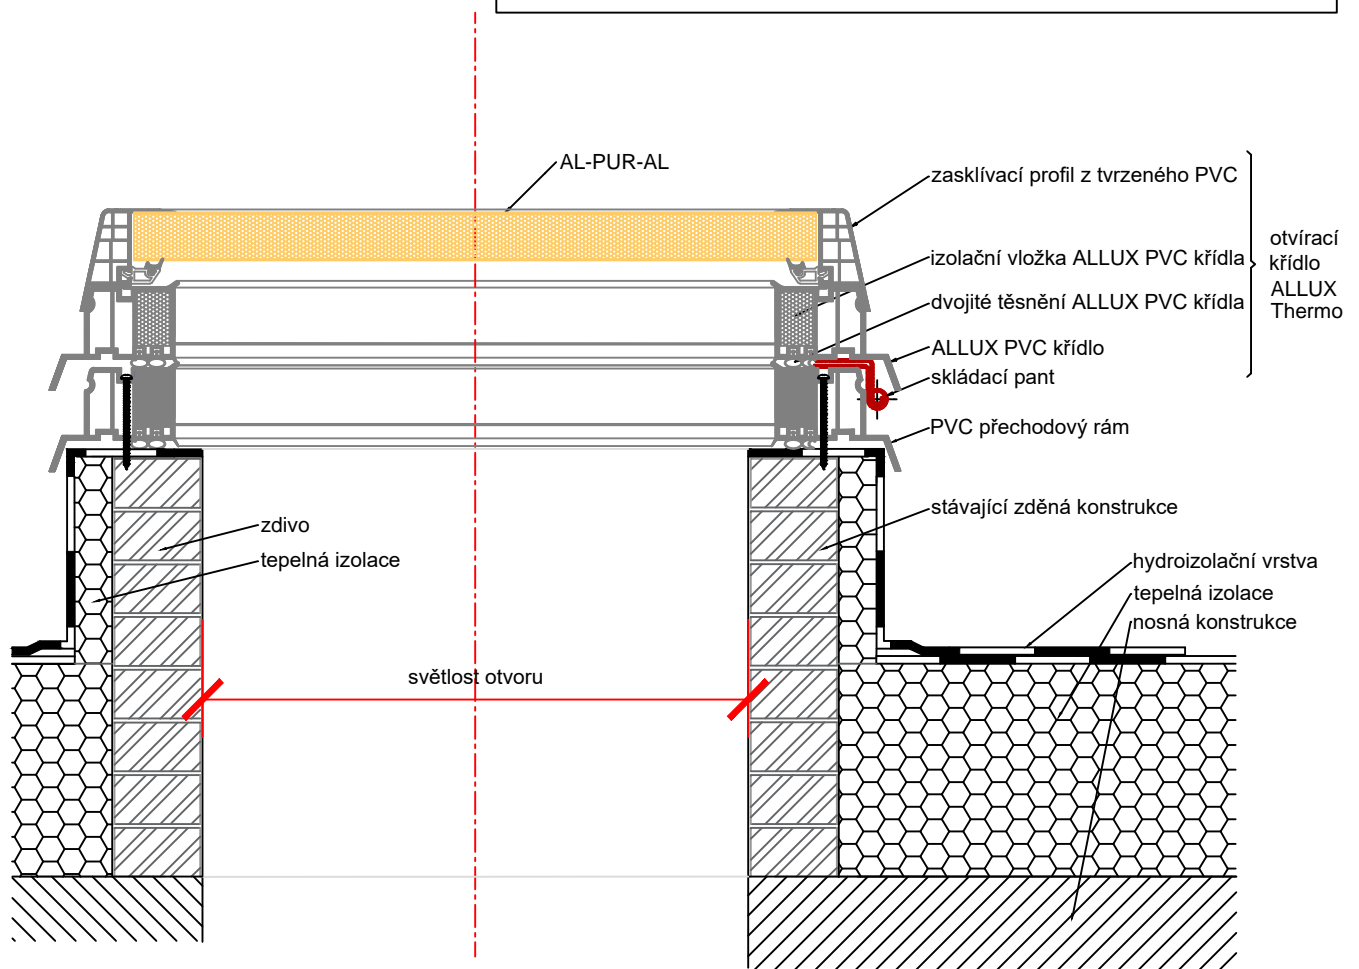 AL-PUR-AL
zasklívací profil z tvrzeného PVC
izolační vložka ALLUX PVC křídla
dvojité těsnění ALLUX PVC křídla
otvírací
křídlo
ALLUX
Thermo
ALLUX PVC křídlo
skládací pant
PVC přechodový rám
stávající zděná konstrukce
zdivo
tepelná izolace
hydroizolační vrstva
tepelná izolace
nosná konstrukce
světlost otvoru